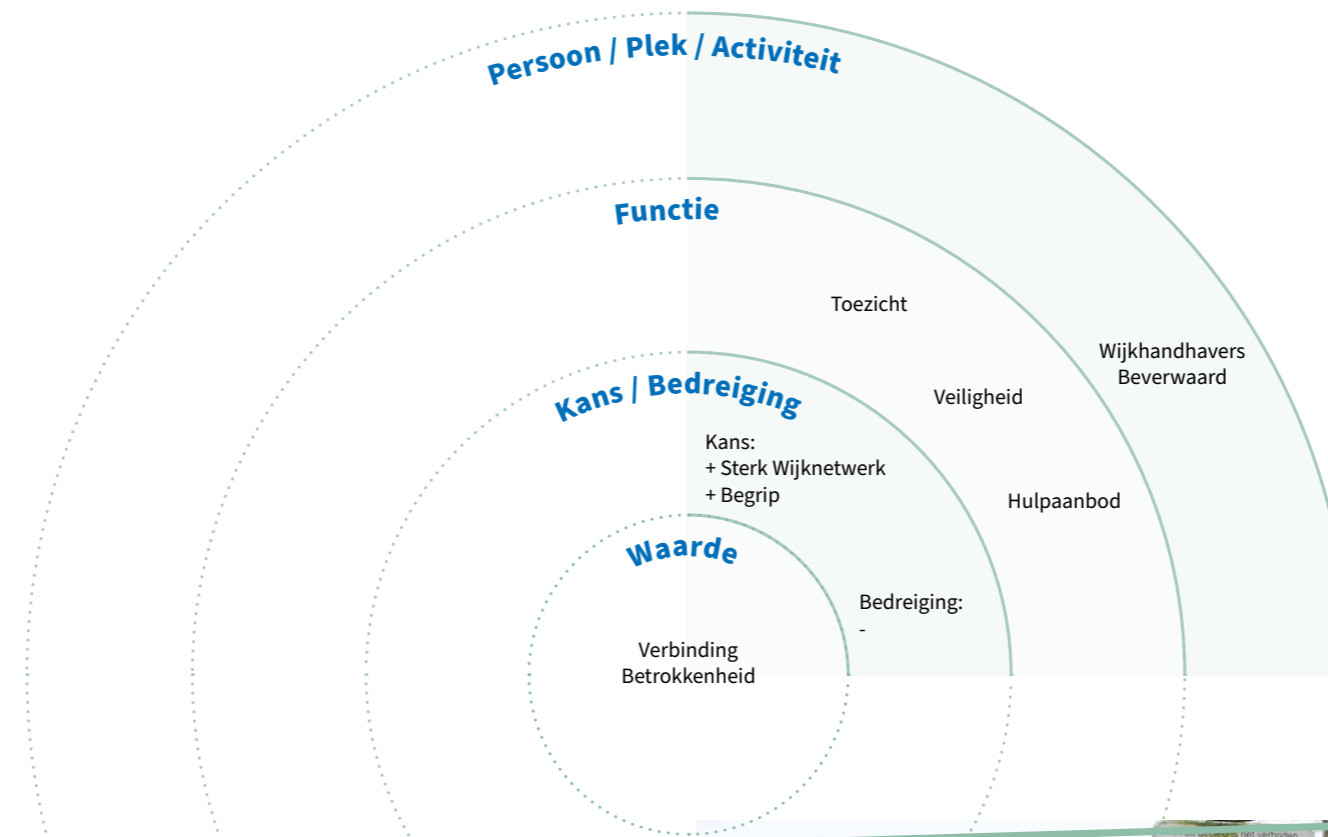 Persoon / Plek / Activiteit
Functie
Toezicht
Wijkhandhavers
Beverwaard
Veiligheid
Kans / Bedreiging
Kans:
+ Sterk Wijknetwerk
+ Begrip
Hulpaanbod
Waarde
Bedreiging:
-
Verbinding
Betrokkenheid